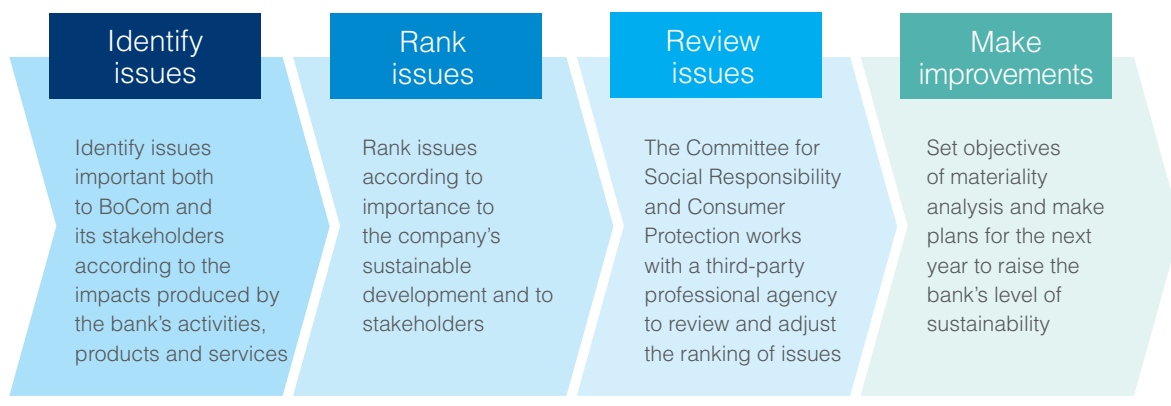 Identify
issues
Identify issues
important both
to BoCom and
its stakeholders
according to the
impacts produced by
the bank's activities,
products and services
Rank
issues
Rank issues
according to
importance to
the company's
sustainable
development and to
stakeholders
Review
issues
The Committee for
Social Responsibility
and Consumer
Protection works
with a third-party
professional agency
to review and adjust
the ranking of issues
Make
improvements
Set objectives
of materiality
analysis and make
plans for the next
year to raise the
bank's level of
sustainability